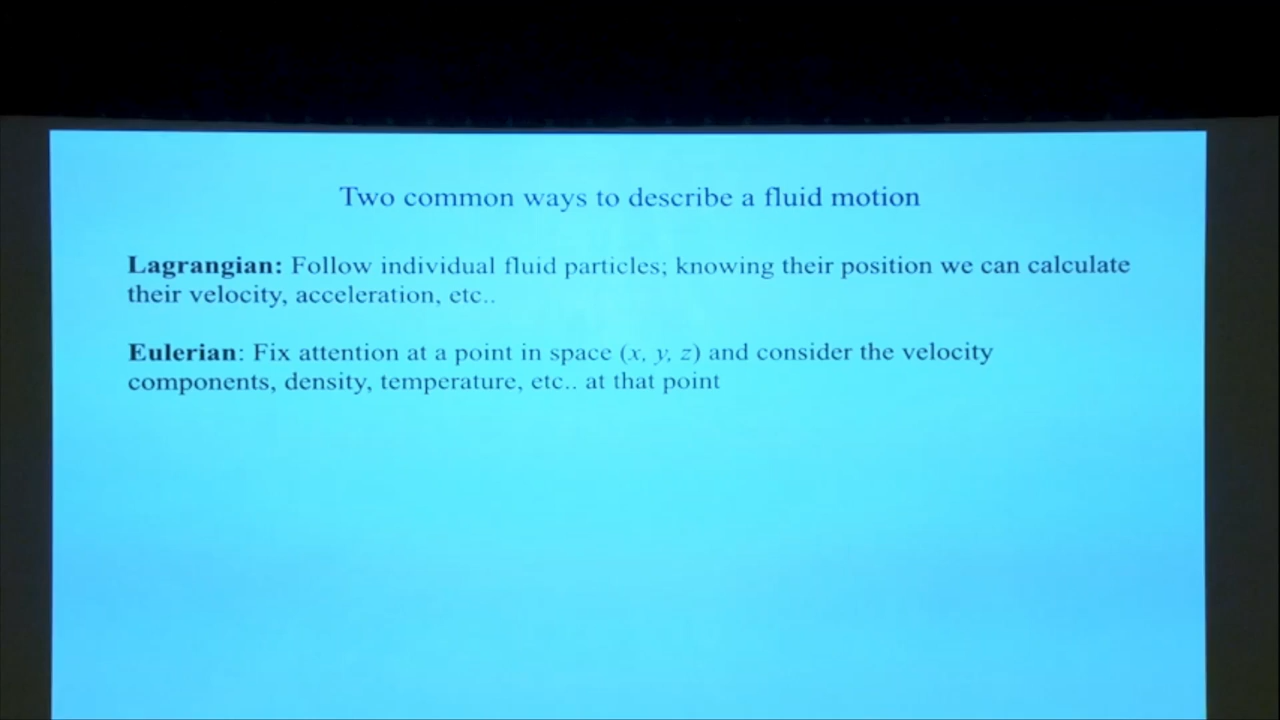 Two common ways to describe a fluid motion
Lagrangian: Follow individual fluid particles; knowing their position we can calculate
their velocity, acceleration, etc..
Eulerian: Fix attention at a point in space (x, y, z) and consider the velocity
components, density, temperature, etc.. at that point